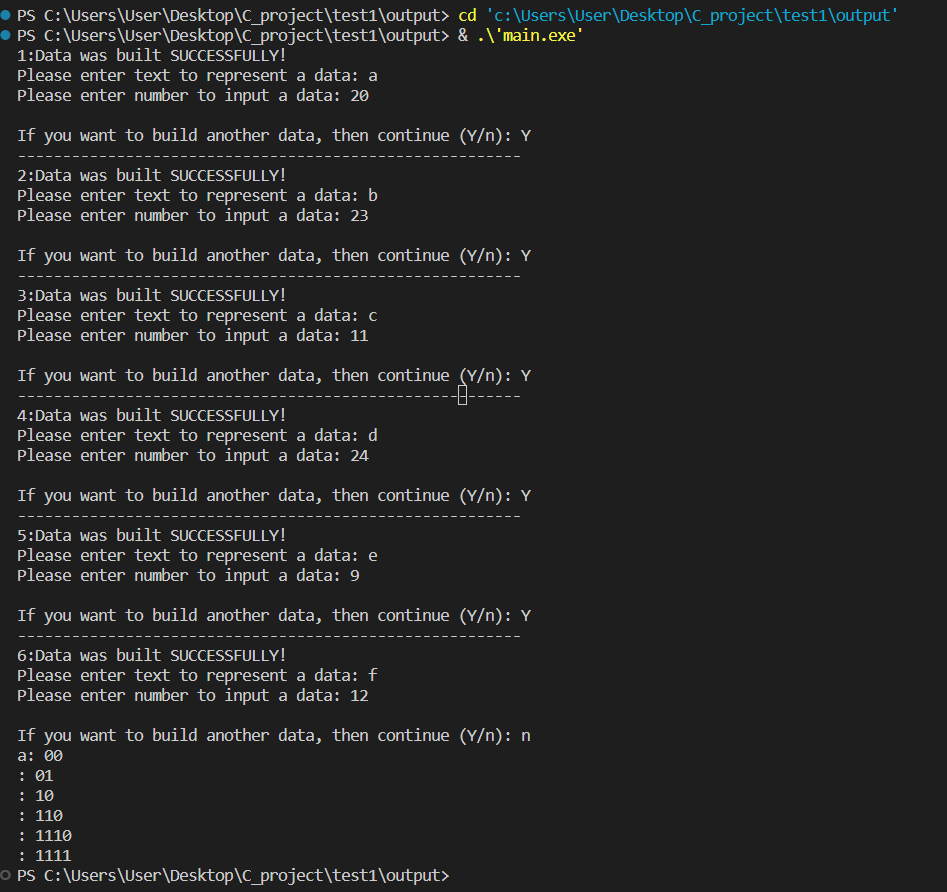 PS C:\Users\User\Desktop\C_project\test1\output> cd 'c:\Users\User\Desktop\C_project\test1\output'
PS C:\Users\User\Desktop\C_project\test1\output> & .\'main.exe'
1:Data was built SUCCESSFULLY!
Please enter text to represent a data: a
Please enter number to input a data: 20

If you want to build another data, then continue (Y/n): Y
--------------------------------------------------------
2:Data was built SUCCESSFULLY!
Please enter text to represent a data: b
Please enter number to input a data: 23

If you want to build another data, then continue (Y/n): Y
--------------------------------------------------------
3:Data was built SUCCESSFULLY!
Please enter text to represent a data: c
Please enter number to input a data: 11

If you want to build another data, then continue (Y/n): Y
--------------------------------------------------------
4:Data was built SUCCESSFULLY!
Please enter text to represent a data: d
Please enter number to input a data: 24

If you want to build another data, then continue (Y/n): Y
--------------------------------------------------------
5:Data was built SUCCESSFULLY!
Please enter text to represent a data: e
Please enter number to input a data: 9

If you want to build another data, then continue (Y/n): Y
--------------------------------------------------------
6:Data was built SUCCESSFULLY!
Please enter text to represent a data: f
Please enter number to input a data: 12

If you want to build another data, then continue (Y/n): n
a: 00
: 01
: 10
: 110
: 1110
: 1111
PS C:\Users\User\Desktop\C_project\test1\output>